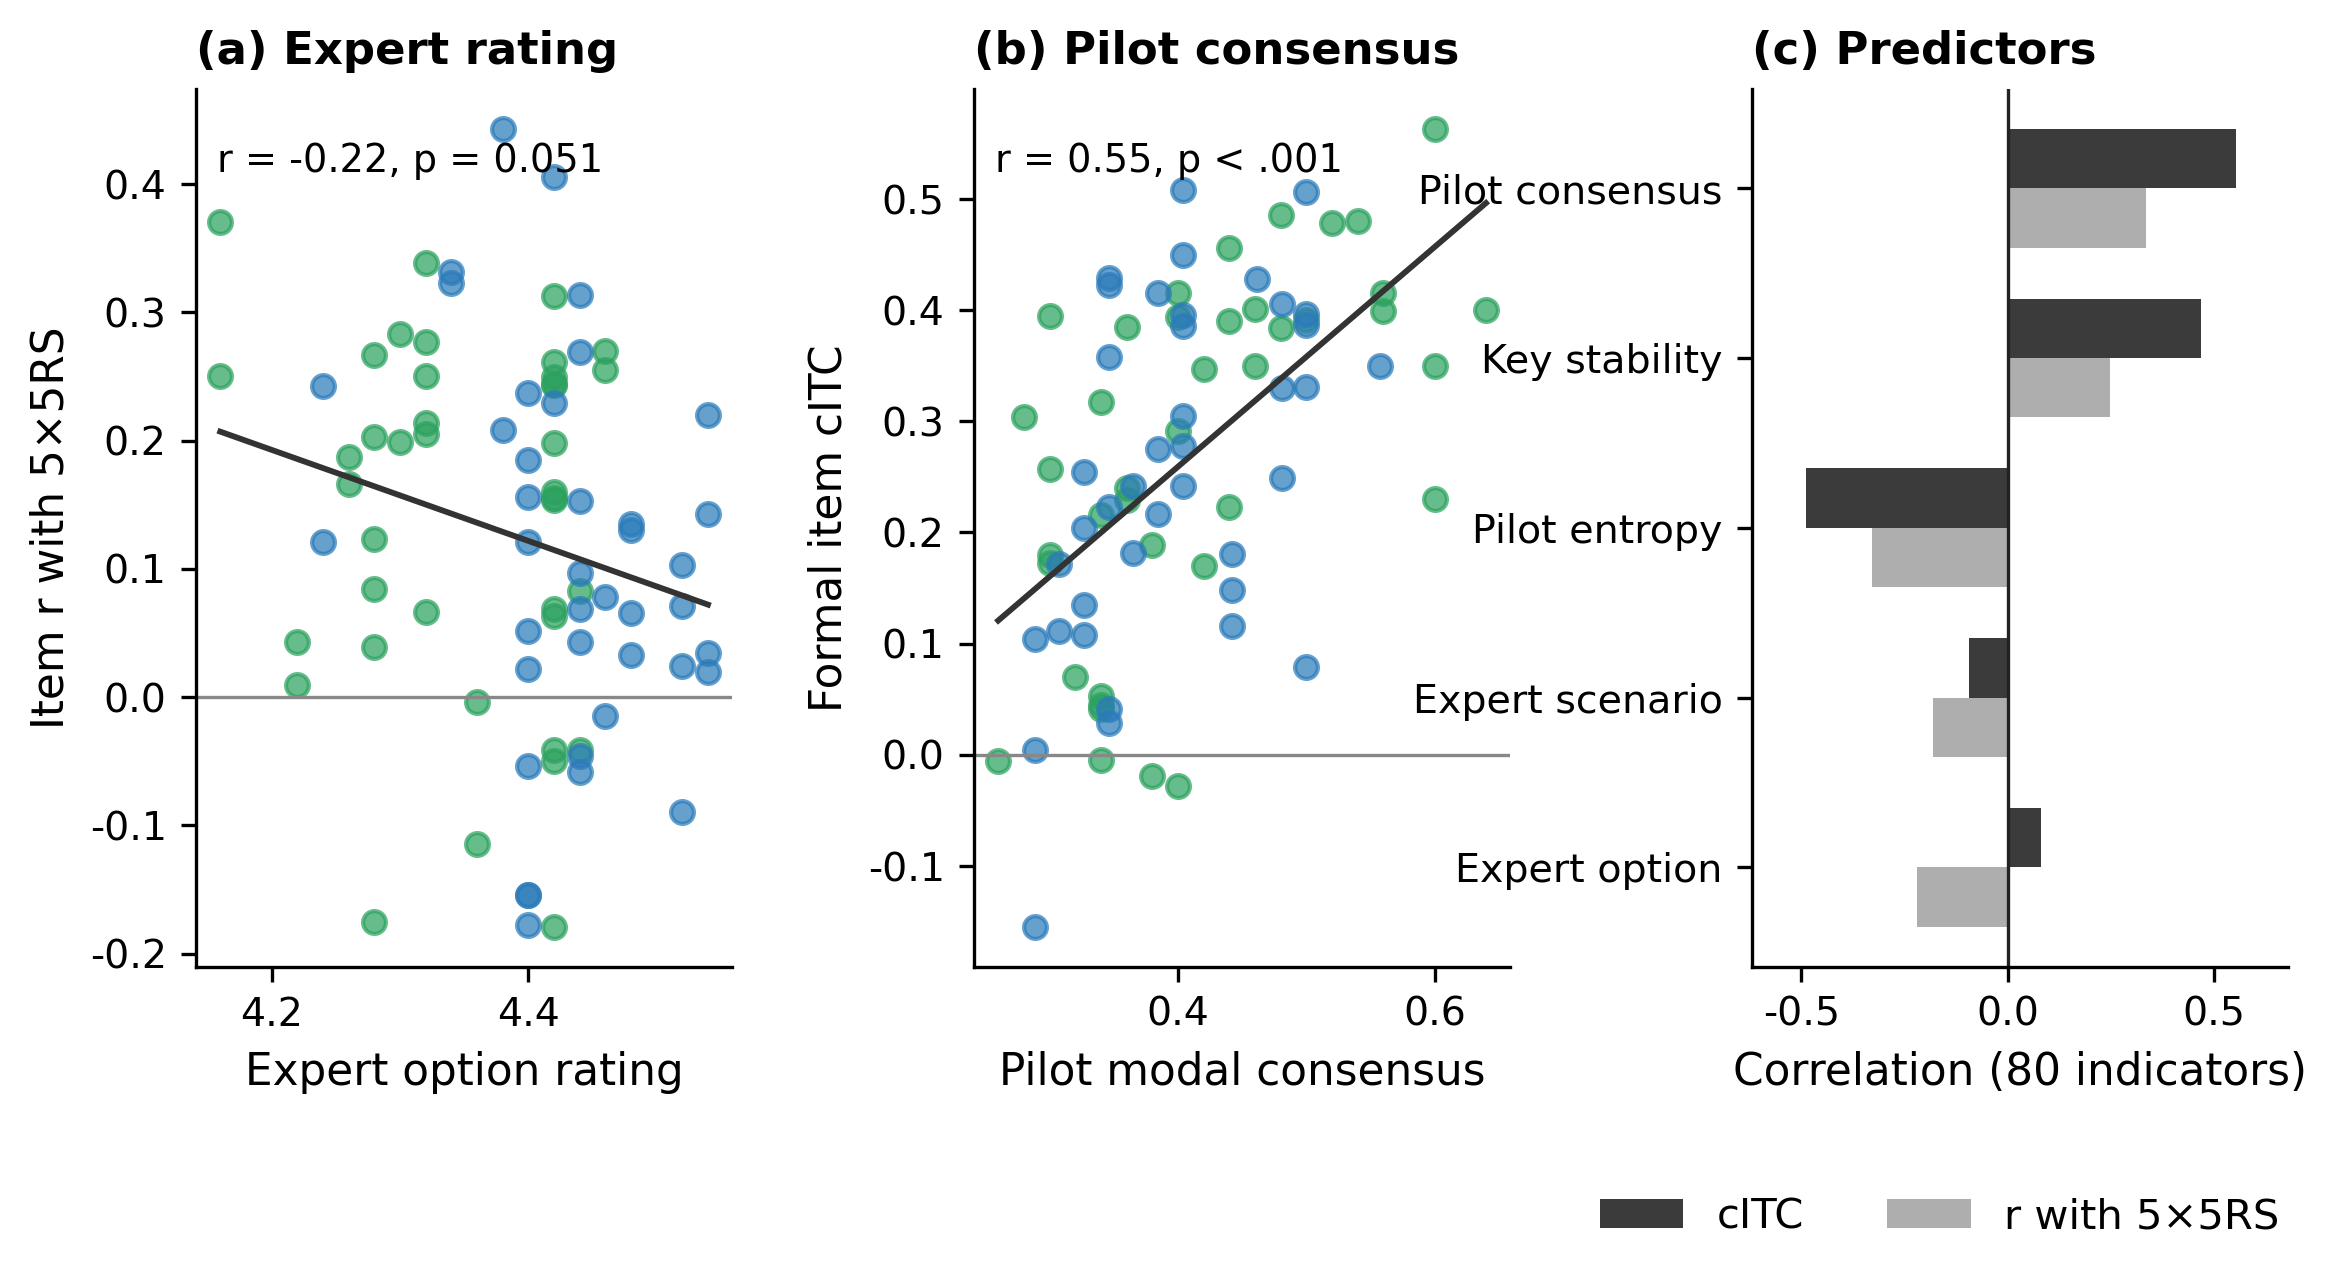 (a) Expert rating
r = -0.22, p = 0.051
Item r with 5×5RS
0.4
0.3
0.2
0.1
0.0
-0.1
-0.2
4.2
4.4
Expert option rating
(b) Pilot consensus
r = 0.55, p < .001
Formal item cITC
0.5
0.4
0.3
0.2
0.1
0.0
-0.1
0.4
0.6
Pilot modal consensus
(c) Predictors
Pilot consensus
Key stability
Pilot entropy
Expert scenario
Expert option
-0.5
0.0
0.5
Correlation (80 indicators)
cITC
r with 5×5RS